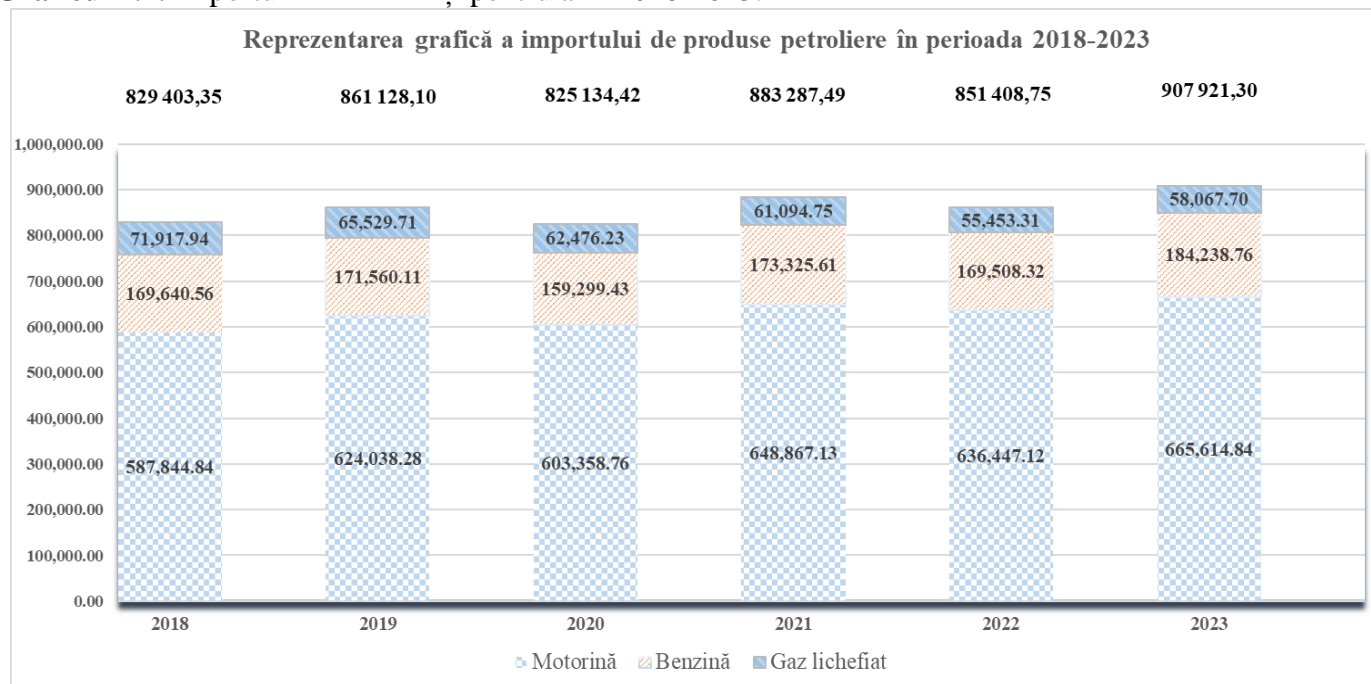 Reprezentarea grafică a importului de produse petroliere în perioada 2018-2023
829 403,35 861 128,10 825 134,42 883 287,49 851 408,75 907 921,30
1,000,000.00
900,000.00
800,000.00
700,000.00
600,000.00
500,000.00
400,000.00
300,000.00
200,000.00
100,000.00
0.00
71,917.94 65,529.71 62,476.23 61,094.75 55,453.31 58,067.70
169,640.56 171,560.11 159,299.43 173,325.61 169,508.32 184,238.76
587,844.84 624,038.28 603,358.76 648,867.13 636,447.12 665,614.84
2018 2019 2020 2021 2022 2023
Motorină Benzină Gaz lichefiat